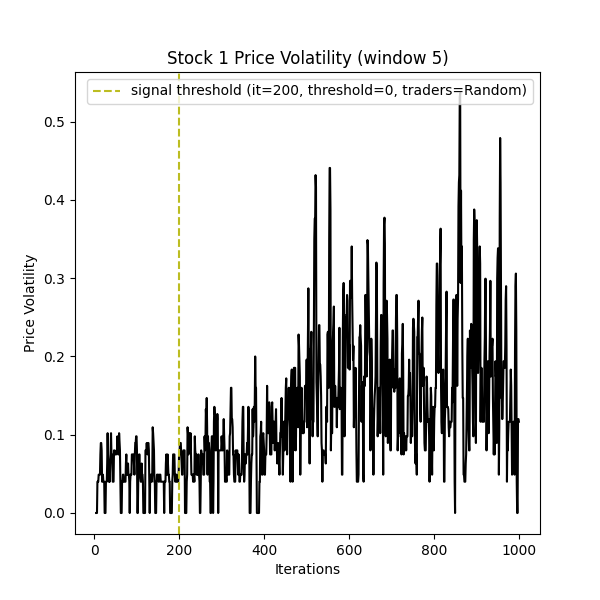 Stock 1 Price Volatility (window 5)
signal threshold (it=200, threshold=0, traders=Random)
0.5
0.4
0.3
0.2
0.1
0.0
Price Volatility
0 200 400 600 800 1000
Iterations